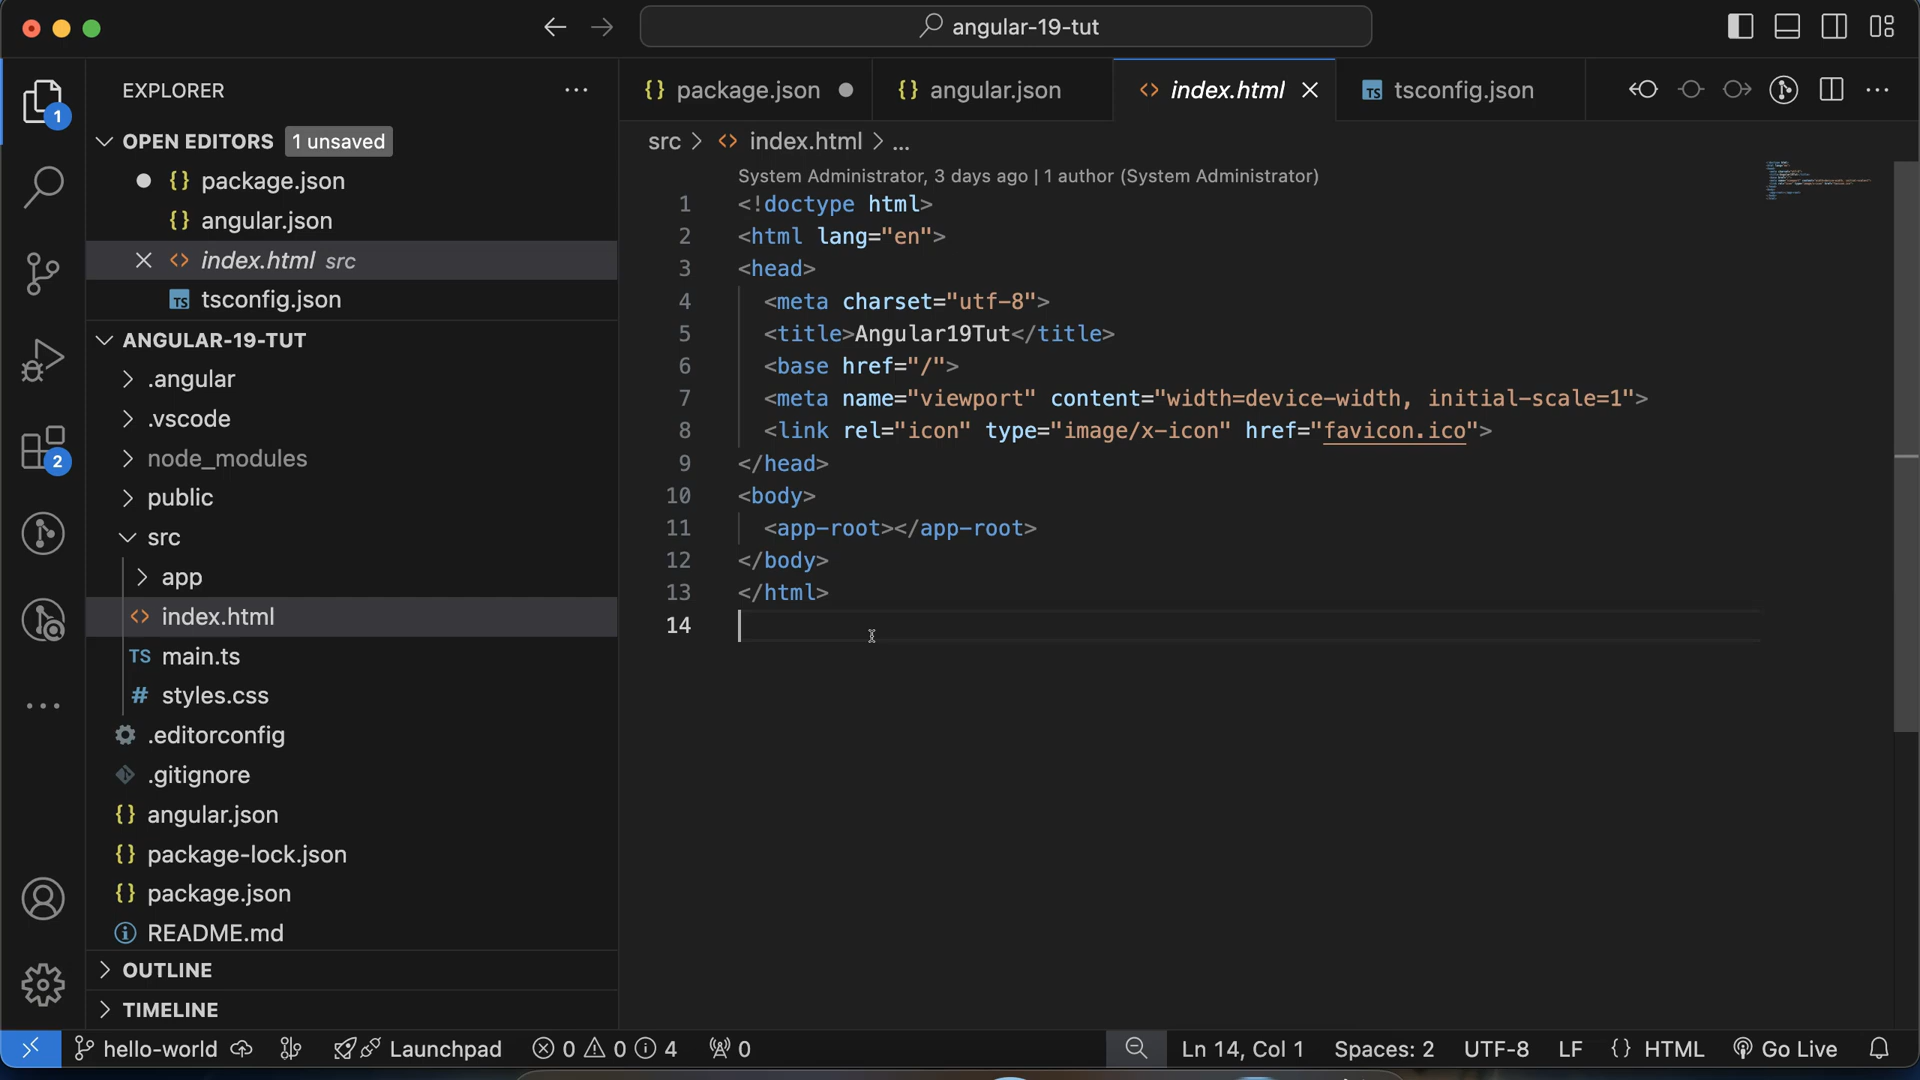 angular-19-tut
EXPLORER
1
OPEN EDITORS 1 unsaved
{} package.json
{} angular.json
<> index.html src
TS tsconfig.json
ANGULAR-19-TUT
.angular
.vscode
node_modules
public
src
app
<> index.html
TS main.ts
# styles.css
.editorconfig
.gitignore
{} angular.json
{} package-lock.json
{} package.json
README.md
OUTLINE
TIMELINE
2
{} package.json
{} angular.json
<> index.html
TS tsconfig.json
src > <> index.html > ...
System Administrator, 3 days ago | 1 author (System Administrator)
1 <!doctype html>
2 <html lang="en">
3 <head>
4 <meta charset="utf-8">
5 <title>Angular19Tut</title>
6 <base href="/">
7 <meta name="viewport" content="width=device-width, initial-scale=1">
8 <link rel="icon" type="image/x-icon" href="favicon.ico">
9 </head>
10 <body>
11 <app-root></app-root>
12 </body>
13 </html>
14
hello-world Launchpad 0 0 4 0 Ln 14, Col 1 Spaces: 2 UTF-8 LF {} HTML Go Live